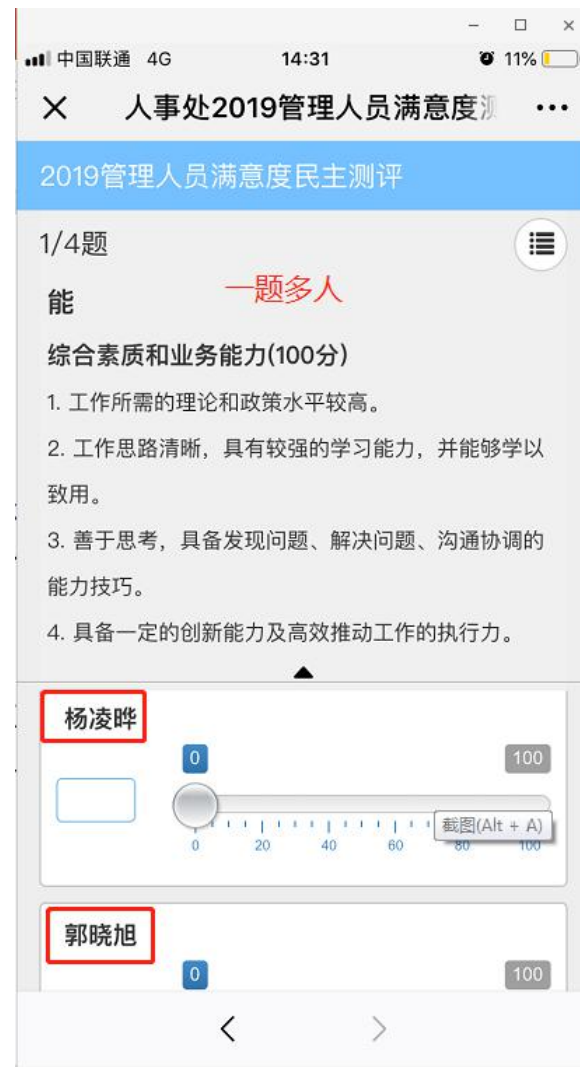 中国联通 4G 14:31 11%
人事处2019管理人员满意度测
2019管理人员满意度民主测评
1/4题
一题多人
能
综合素质和业务能力(100分)
1. 工作所需的理论和政策水平较高。
2. 工作思路清晰，具有较强的学习能力，并能够学以
致用。
3. 善于思考，具备发现问题、解决问题、沟通协调的
能力技巧。
4. 具备一定的创新能力及高效推动工作的执行力。
杨凌晔
0 100
截图(Alt + A)
0 20 40 60 80 100
郭晓旭
0 100